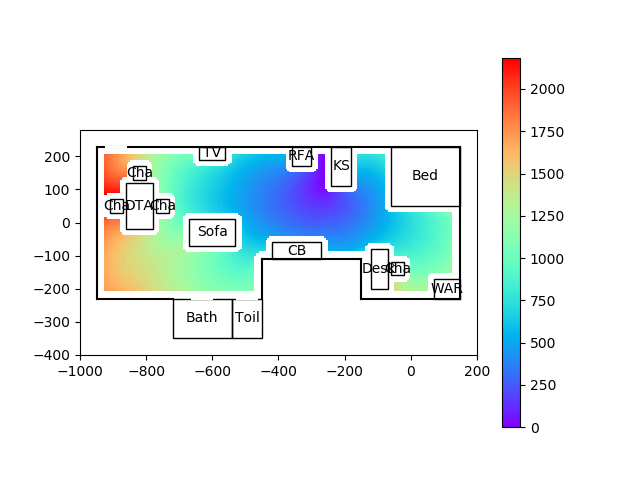 2000
1750
1500
1250
1000
750
500
250
0
200
100
0
−100
−200
−300
−400
−1000
−800
−600
−400
−200
0
200
TV
RFA
KS
Bed
Cha
Cha
DTA
Cha
Sofa
CB
Desk
Cha
WAR
Bath
Toil